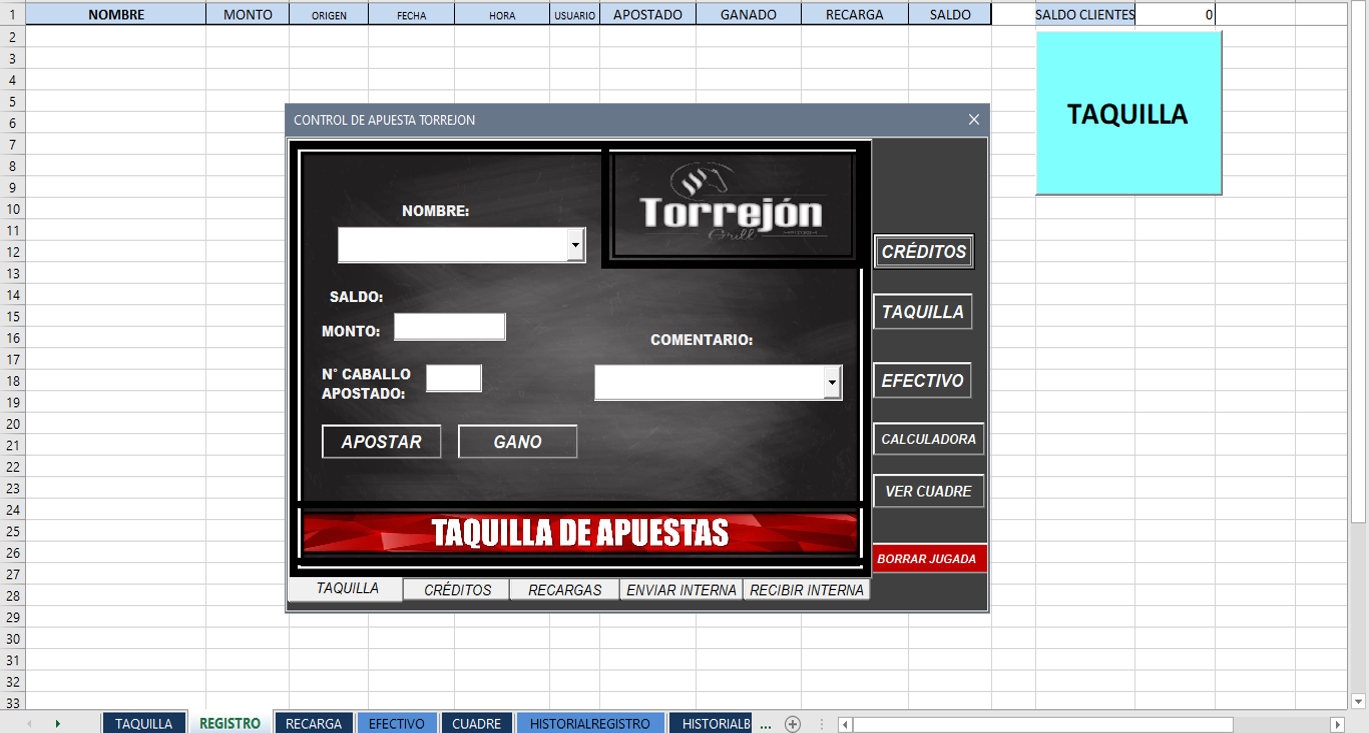 1 NOMBRE MONTO ORIGEN FECHA HORA USUARIO APOSTADO GANADO RECARGA SALDO SALDO CLIENTES 0
2
3
4
5
6
7
8
9
10
11
12
13
14
15
16
17
18
19
20
21
22
23
24
25
26
27
28
29
30
31
32
33
TAQUILLA
CONTROL DE APUESTA TORREJON
Torrejón
Grill
NOMBRE:
SALDO:
MONTO:
COMENTARIO:
N° CABALLO
APOSTADO:
APOSTAR GANO
TAQUILLA DE APUESTAS
CRÉDITOS
TAQUILLA
EFECTIVO
CALCULADORA
VER CUADRE
BORRAR JUGADA
TAQUILLA CRÉDITOS RECARGAS ENVIAR INTERNA RECIBIR INTERNA
TAQUILLA REGISTRO RECARGA EFECTIVO CUADRE HISTORIALREGISTRO HISTORIALB ...